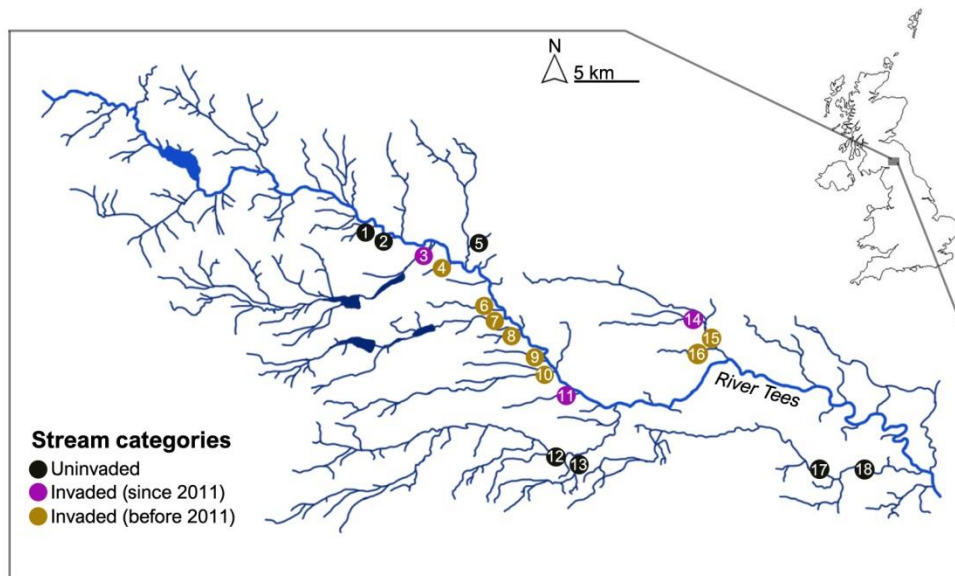 N
5 km
1
2
5
3
4
6
7
8
9
10
11
14
15
16
River Tees
12
13
17
18
Stream categories
Uninvaded
Invaded (since 2011)
Invaded (before 2011)